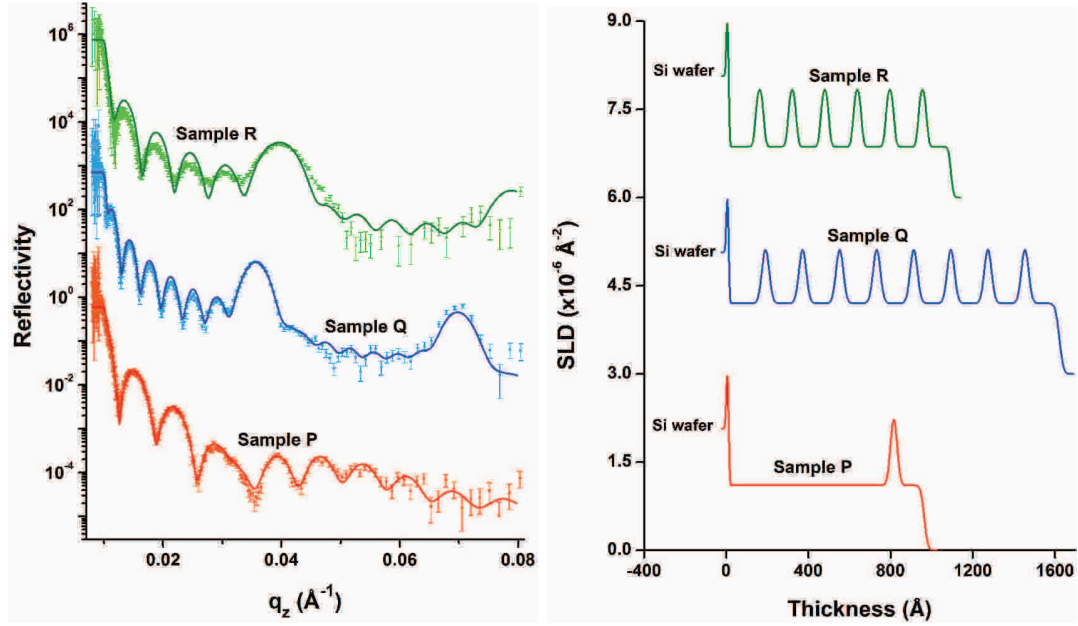 10^6
10^4
10^2
10^0
10^-2
10^-4
Reflectivity
Sample R
Sample Q
Sample P
0.02
0.04
0.06
0.08
q_z (Å^-1)
9.0
7.5
6.0
4.5
3.0
1.5
0.0
SLD (x10^-6 Å^-2)
Si wafer
Sample R
Si wafer
Sample Q
Si wafer
Sample P
-400
0
400
800
1200
1600
Thickness (Å)